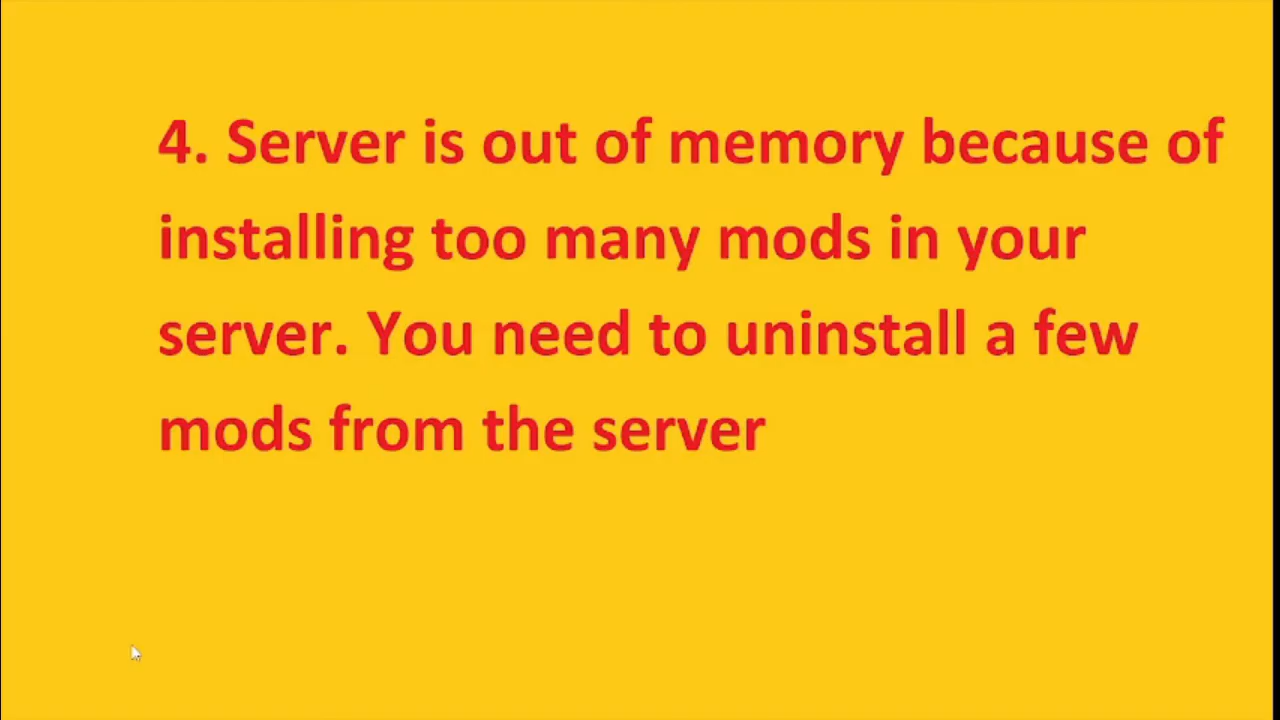 4. Server is out of memory because of
installing too many mods in your
server. You need to uninstall a few
mods from the server